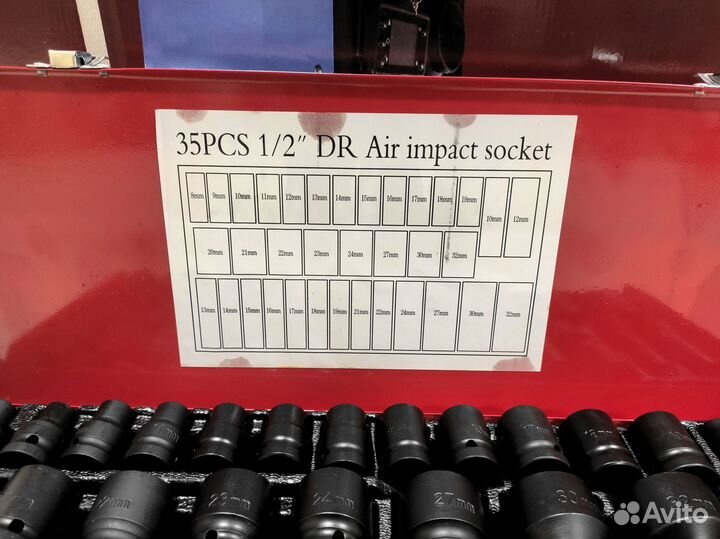 35PCS 1/2" DR Air impact socket
8mm 9mm 10mm 11mm 12mm 13mm 14mm 15mm 16mm 17mm 18mm 19mm 10mm 12mm
20mm 21mm 22mm 23mm 24mm 27mm 30mm 32mm
13mm 14mm 15mm 16mm 17mm 18mm 19mm 21mm 22mm 24mm 27mm 30mm 32mm
23mm 24mm 27mm 30mm
Avito